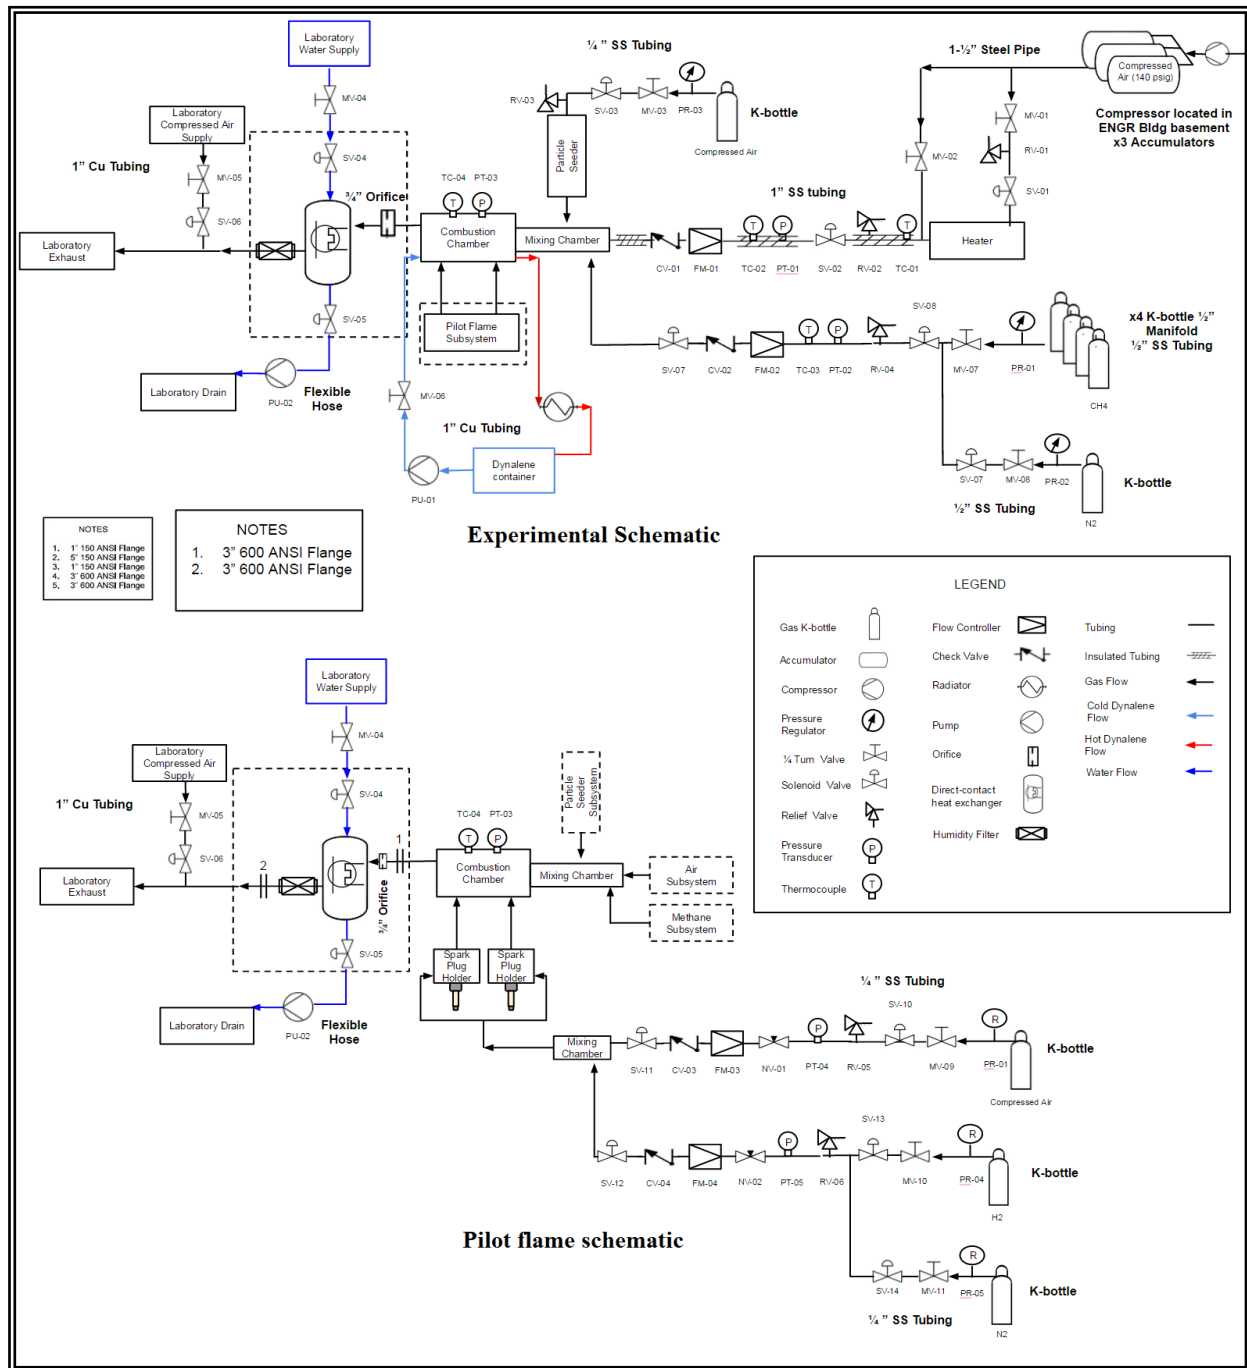 Laboratory
Water Supply
MV-04
Laboratory
Compressed Air
Supply
1" Cu Tubing
MV-05
SV-04
SV-06
¾" Orifice
Laboratory
Exhaust
SV-05
Laboratory Drain
PU-02
Flexible
Hose
¼ " SS Tubing
RV-03
SV-03
MV-03
PR-03
K-bottle
Compressed Air
Particle
Seeder
TC-04
PT-03
Combustion
Chamber
Mixing Chamber
Pilot Flame
Subsystem
MV-06
1" Cu Tubing
PU-01
Dynalene
container
1-½" Steel Pipe
Compressed
Air (140 psig)
Compressor located in
ENGR Bldg basement
x3 Accumulators
MV-01
RV-01
SV-01
MV-02
1" SS tubing
Heater
CV-01
FM-01
TC-02
PT-01
SV-02
RV-02
TC-01
T
P
SV-08
x4 K-bottle ½"
Manifold
½" SS Tubing
SV-07
CV-02
FM-02
TC-03
PT-02
RV-04
MV-07
PR-01
CH4
SV-07
MV-08
PR-02
K-bottle
N2
½" SS Tubing
Experimental Schematic
NOTES
1. 1" 150 ANSI Flange
2. 5" 150 ANSI Flange
3. 1" 150 ANSI Flange
4. 3" 600 ANSI Flange
5. 3" 600 ANSI Flange
NOTES
1. 3" 600 ANSI Flange
2. 3" 600 ANSI Flange
LEGEND
Gas K-bottle
Accumulator
Compressor
Pressure
Regulator
¼ Turn Valve
Solenoid Valve
Relief Valve
Pressure
Transducer
P
Thermocouple
T
Flow Controller
Check Valve
Radiator
Pump
Orifice
Direct-contact
heat exchanger
Humidity Filter
Tubing
Insulated Tubing
Gas Flow
Cold Dynalene
Flow
Hot Dynalene
Flow
Water Flow
Laboratory
Water Supply
MV-04
Laboratory
Compressed Air
Supply
1" Cu Tubing
MV-05
SV-04
SV-06
2
1
¾" Orifice
Laboratory
Exhaust
SV-05
Laboratory Drain
PU-02
Flexible
Hose
TC-04
PT-03
T
P
Combustion
Chamber
Mixing Chamber
Particle
Seeder
Subsystem
Air
Subsystem
Methane
Subsystem
Spark
Plug
Holder
Spark
Plug
Holder
Mixing
Chamber
¼ " SS Tubing
SV-10
SV-11
CV-03
FM-03
NV-01
PT-04
RV-05
MV-09
PR-01
R
P
K-bottle
Compressed Air
SV-13
SV-12
CV-04
FM-04
NV-02
PT-05
RV-06
MV-10
PR-04
R
P
K-bottle
H2
SV-14
MV-11
PR-05
R
K-bottle
N2
¼ " SS Tubing
Pilot flame schematic